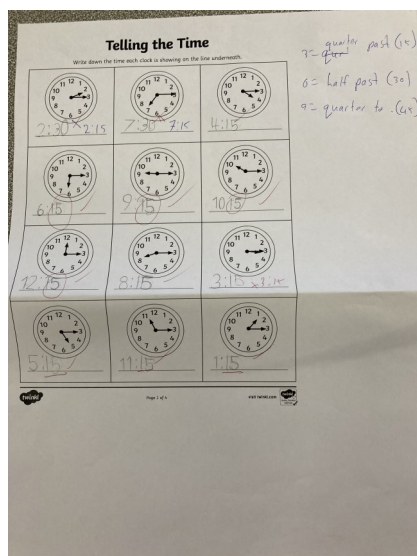 Telling the Time
Write down the time each clock is showing on the line underneath.
2:30 x 2:15
7:30 7:15
4:15
6:15
9:15
10:15
12:15
8:15
3:15 x3:15
5:15
11:15
1:15
quarter past (15)
6 = half past (30)
9 = quarter to (45)
twinkl
Page 1 of 4
visit twinkl.com